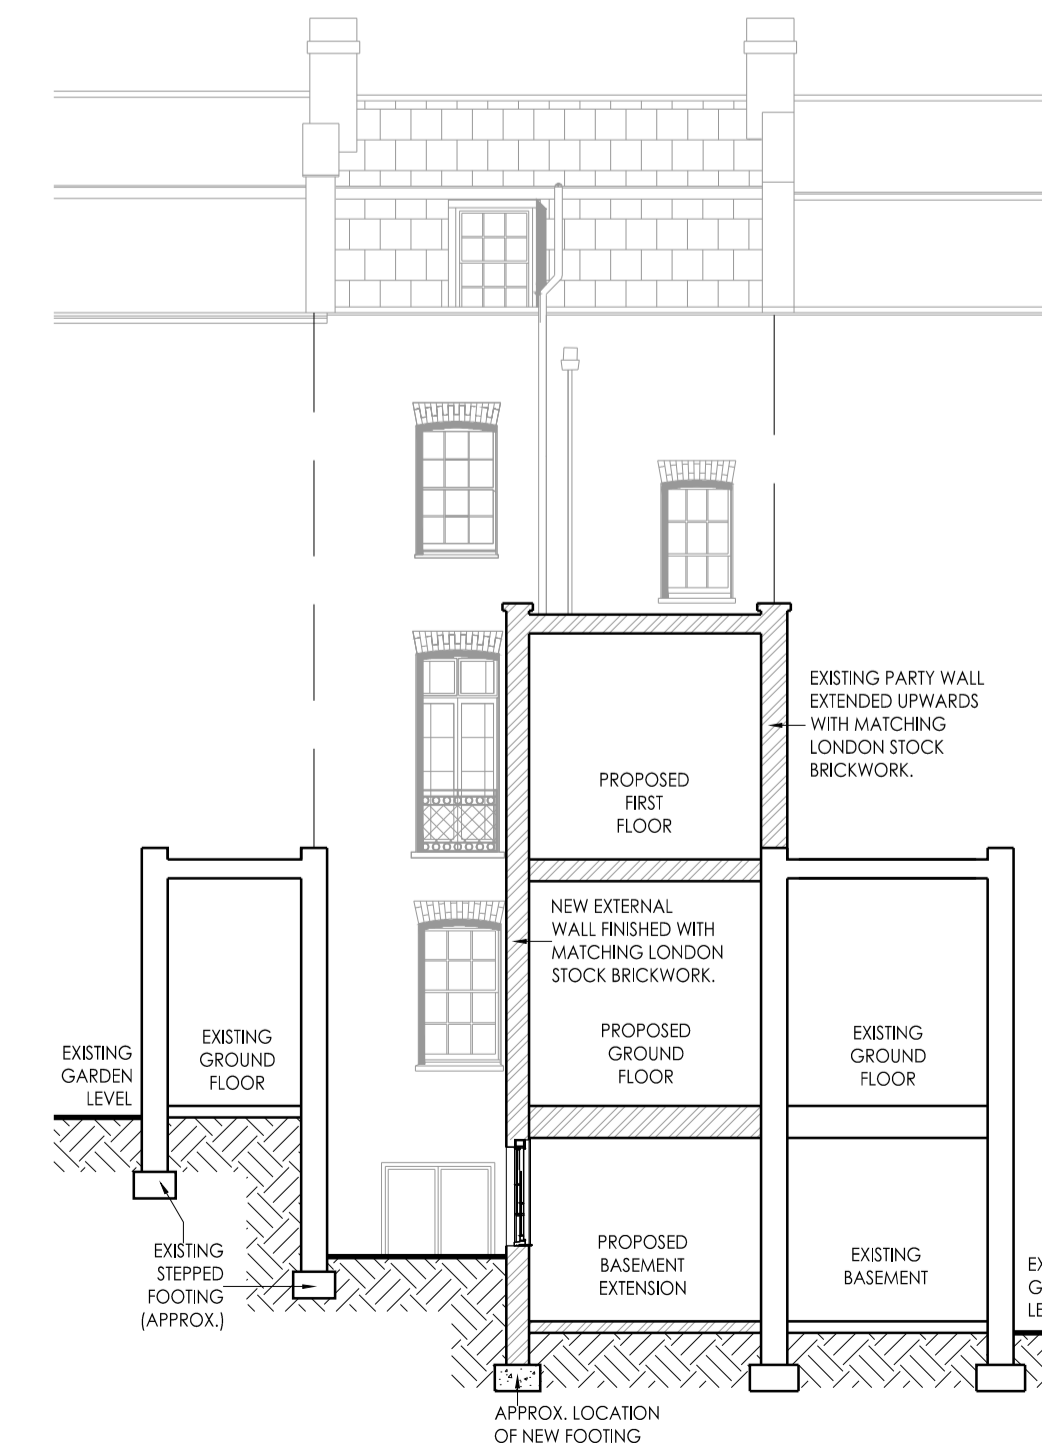 EXISTING PARTY WALL
EXTENDED UPWARDS
WITH MATCHING
LONDON STOCK
BRICKWORK.
PROPOSED
FIRST
FLOOR
NEW EXTERNAL
WALL FINISHED WITH
MATCHING LONDON
STOCK BRICKWORK.
EXISTING
GARDEN
LEVEL
EXISTING
GROUND
FLOOR
PROPOSED
GROUND
FLOOR
EXISTING
GROUND
FLOOR
EXISTING
STEPPED
FOOTING
(APPROX.)
PROPOSED
BASEMENT
EXTENSION
EXISTING
BASEMENT
APPROX. LOCATION
OF NEW FOOTING